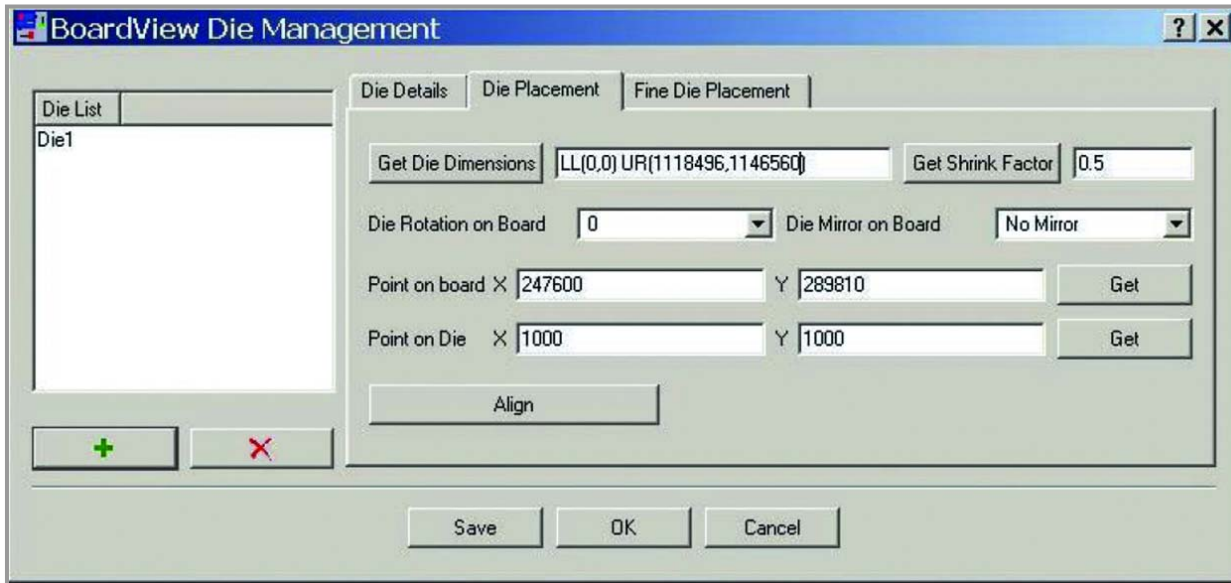 BoardView Die Management
Die List
Die1
Die Details Die Placement Fine Die Placement
Get Die Dimensions LL(0,0) UR(1118496,1146560) Get Shrink Factor 0.5
Die Rotation on Board 0 Die Mirror on Board No Mirror
Point on board X 247600 Y 289810 Get
Point on Die X 1000 Y 1000 Get
Align
Save OK Cancel